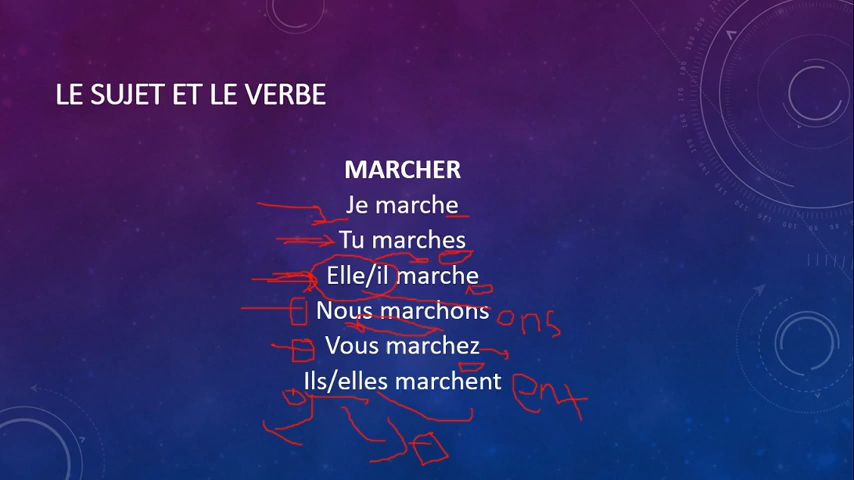 LE SUJET ET LE VERBE
MARCHER
Je marche
Tu marches
Elle/il marche
Nous marchons
ons
Vous marchez
Ils/elles marchent
ent